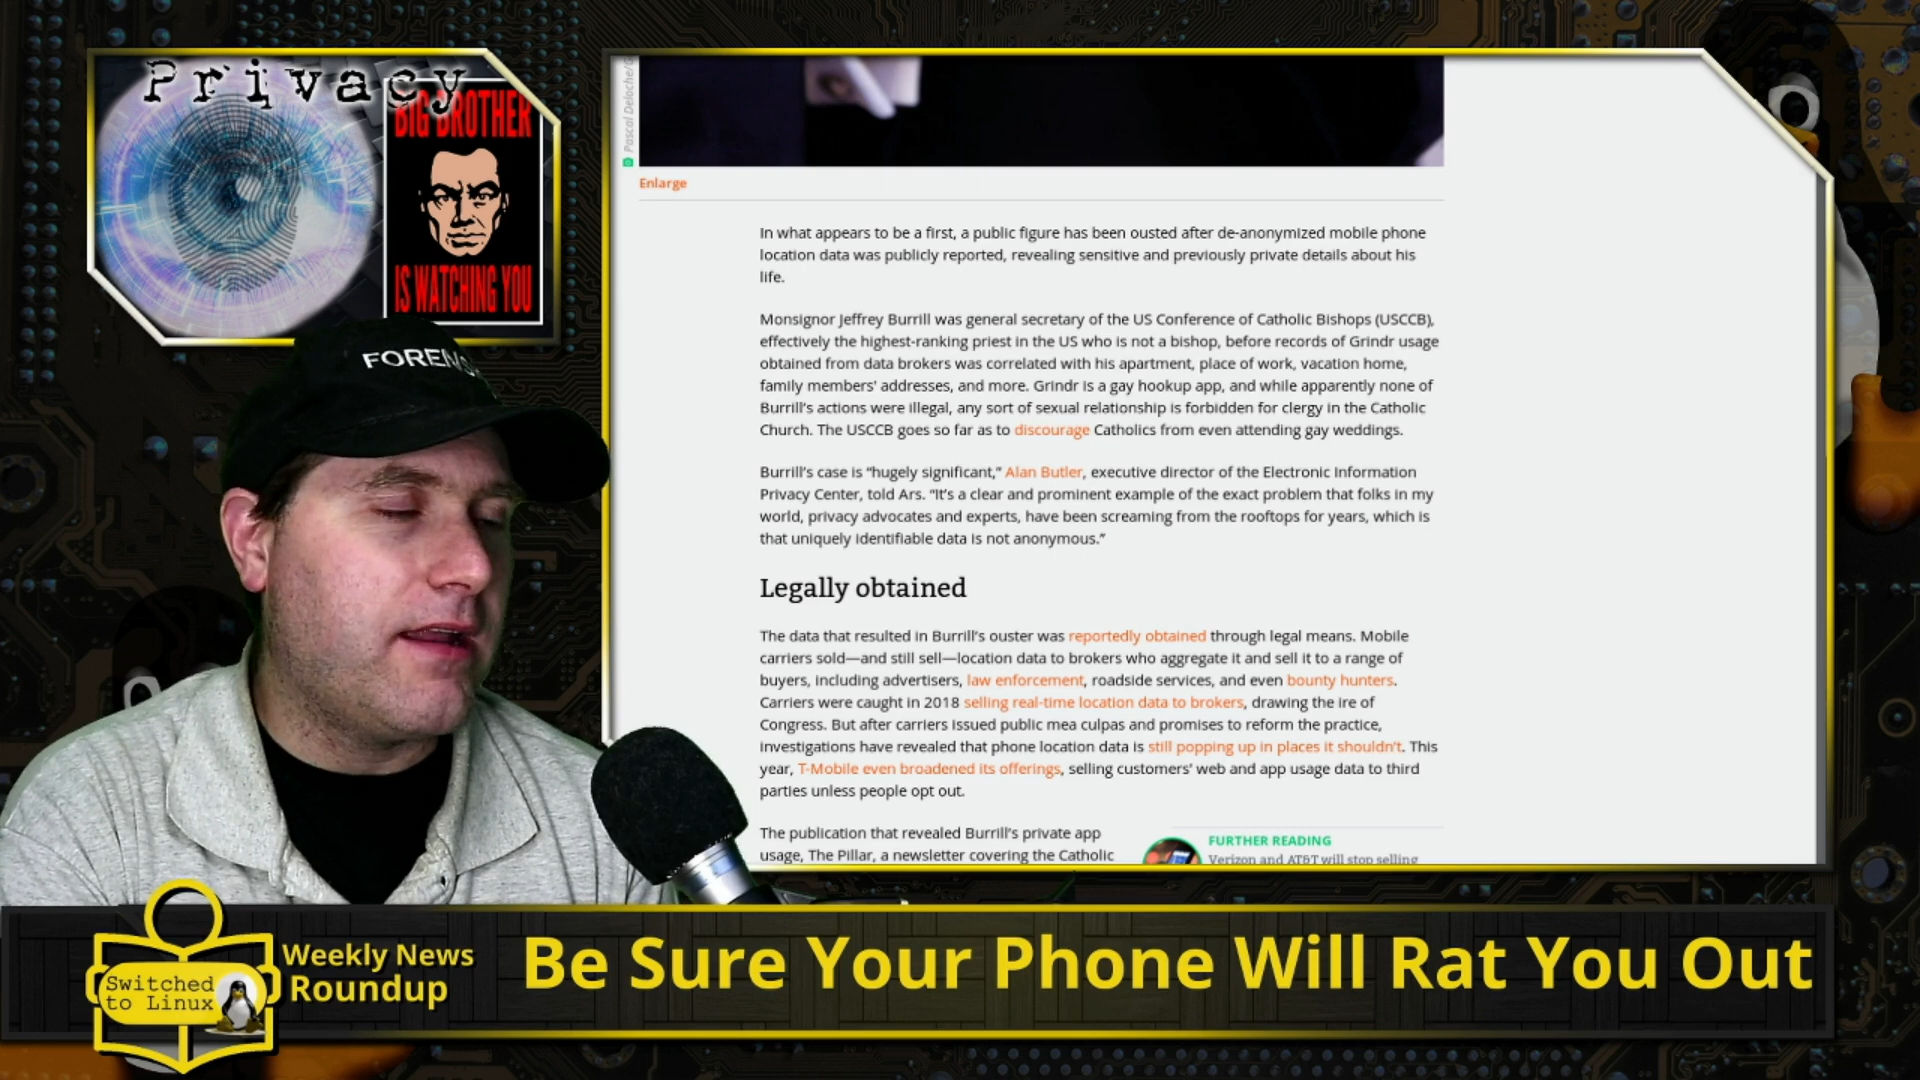 Privacy
BIG BROTHER
IS WATCHING YOU
Pascal Deloche/G
Enlarge
In what appears to be a first, a public figure has been ousted after de-anonymized mobile phone
location data was publicly reported, revealing sensitive and previously private details about his
life.
Monsignor Jeffrey Burrill was general secretary of the US Conference of Catholic Bishops (USCCB),
effectively the highest-ranking priest in the US who is not a bishop, before records of Grindr usage
obtained from data brokers was correlated with his apartment, place of work, vacation home,
family members' addresses, and more. Grindr is a gay hookup app, and while apparently none of
Burrill's actions were illegal, any sort of sexual relationship is forbidden for clergy in the Catholic
Church. The USCCB goes so far as to discourage Catholics from even attending gay weddings.
Burrill's case is “hugely significant,” Alan Butler, executive director of the Electronic Information
Privacy Center, told Ars. “It's a clear and prominent example of the exact problem that folks in my
world, privacy advocates and experts, have been screaming from the rooftops for years, which is
that uniquely identifiable data is not anonymous.”
Legally obtained
The data that resulted in Burrill's ouster was reportedly obtained through legal means. Mobile
carriers sold—and still sell—location data to brokers who aggregate it and sell it to a range of
buyers, including advertisers, law enforcement, roadside services, and even bounty hunters.
Carriers were caught in 2018 selling real-time location data to brokers, drawing the ire of
Congress. But after carriers issued public mea culpas and promises to reform the practice,
investigations have revealed that phone location data is still popping up in places it shouldn't. This
year, T-Mobile even broadened its offerings, selling customers' web and app usage data to third
parties unless people opt out.
The publication that revealed Burrill's private app
usage, The Pillar, a newsletter covering the Catholic
FURTHER READING
Verizon and AT&T will stop selling
FORENS
Switched
to Linux
Weekly News
Roundup
Be Sure Your Phone Will Rat You Out